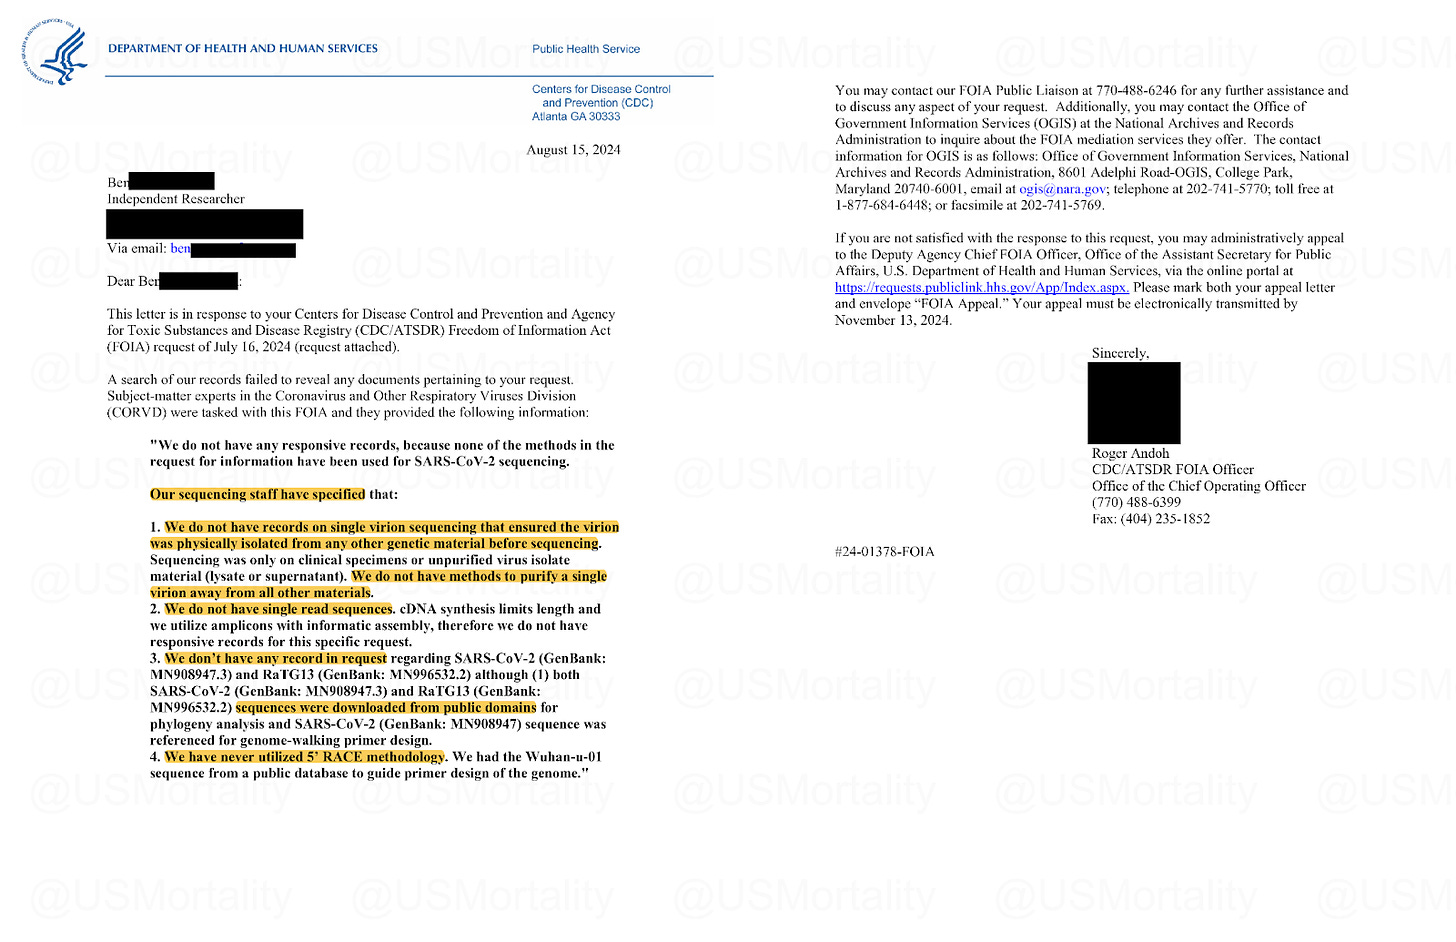 DEPARTMENT OF HEALTH AND HUMAN SERVICES
Public Health Service
Centers for Disease Control
and Prevention (CDC)
Atlanta GA 30333
August 15, 2024
Ben
Independent Researcher
Via email: ben
Dear Ben :
This letter is in response to your Centers for Disease Control and Prevention and Agency
for Toxic Substances and Disease Registry (CDC/ATSDR) Freedom of Information Act
(FOIA) request of July 16, 2024 (request attached).
A search of our records failed to reveal any documents pertaining to your request.
Subject-matter experts in the Coronavirus and Other Respiratory Viruses Division
(CORVD) were tasked with this FOIA and they provided the following information:
"We do not have any responsive records, because none of the methods in the
request for information have been used for SARS-CoV-2 sequencing.
Our sequencing staff have specified that:
1. We do not have records on single virion sequencing that ensured the virion
was physically isolated from any other genetic material before sequencing.
Sequencing was only on clinical specimens or unpurified virus isolate
material (lysate or supernatant). We do not have methods to purify a single
virion away from all other materials.
2. We do not have single read sequences. cDNA synthesis limits length and
we utilize amplicons with informatic assembly, therefore we do not have
responsive records for this specific request.
3. We don't have any record in request regarding SARS-CoV-2 (GenBank:
MN908947.3) and RaTG13 (GenBank: MN996532.2) although (1) both
SARS-CoV-2 (GenBank: MN908947.3) and RaTG13 (GenBank:
MN996532.2) sequences were downloaded from public domains for
phylogeny analysis and SARS-CoV-2 (GenBank: MN908947) sequence was
referenced for genome-walking primer design.
4. We have never utilized 5' RACE methodology. We had the Wuhan-u-01
sequence from a public database to guide primer design of the genome."
You may contact our FOIA Public Liaison at 770-488-6246 for any further assistance and
to discuss any aspect of your request. Additionally, you may contact the Office of
Government Information Services (OGIS) at the National Archives and Records
Administration to inquire about the FOIA mediation services they offer. The contact
information for OGIS is as follows: Office of Government Information Services, National
Archives and Records Administration, 8601 Adelphi Road-OGIS, College Park,
Maryland 20740-6001, email at ogis@nara.gov; telephone at 202-741-5770; toll free at
1-877-684-6448; or facsimile at 202-741-5769.
If you are not satisfied with the response to this request, you may administratively appeal
to the Deputy Agency Chief FOIA Officer, Office of the Assistant Secretary for Public
Affairs, U.S. Department of Health and Human Services, via the online portal at
https://requests.publiclink.hhs.gov/App/Index.aspx. Please mark both your appeal letter
and envelope “FOIA Appeal.” Your appeal must be electronically transmitted by
November 13, 2024.
Sincerely,
Roger Andoh
CDC/ATSDR FOIA Officer
Office of the Chief Operating Officer
(770) 488-6399
Fax: (404) 235-1852
#24-01378-FOIA
@USMortality